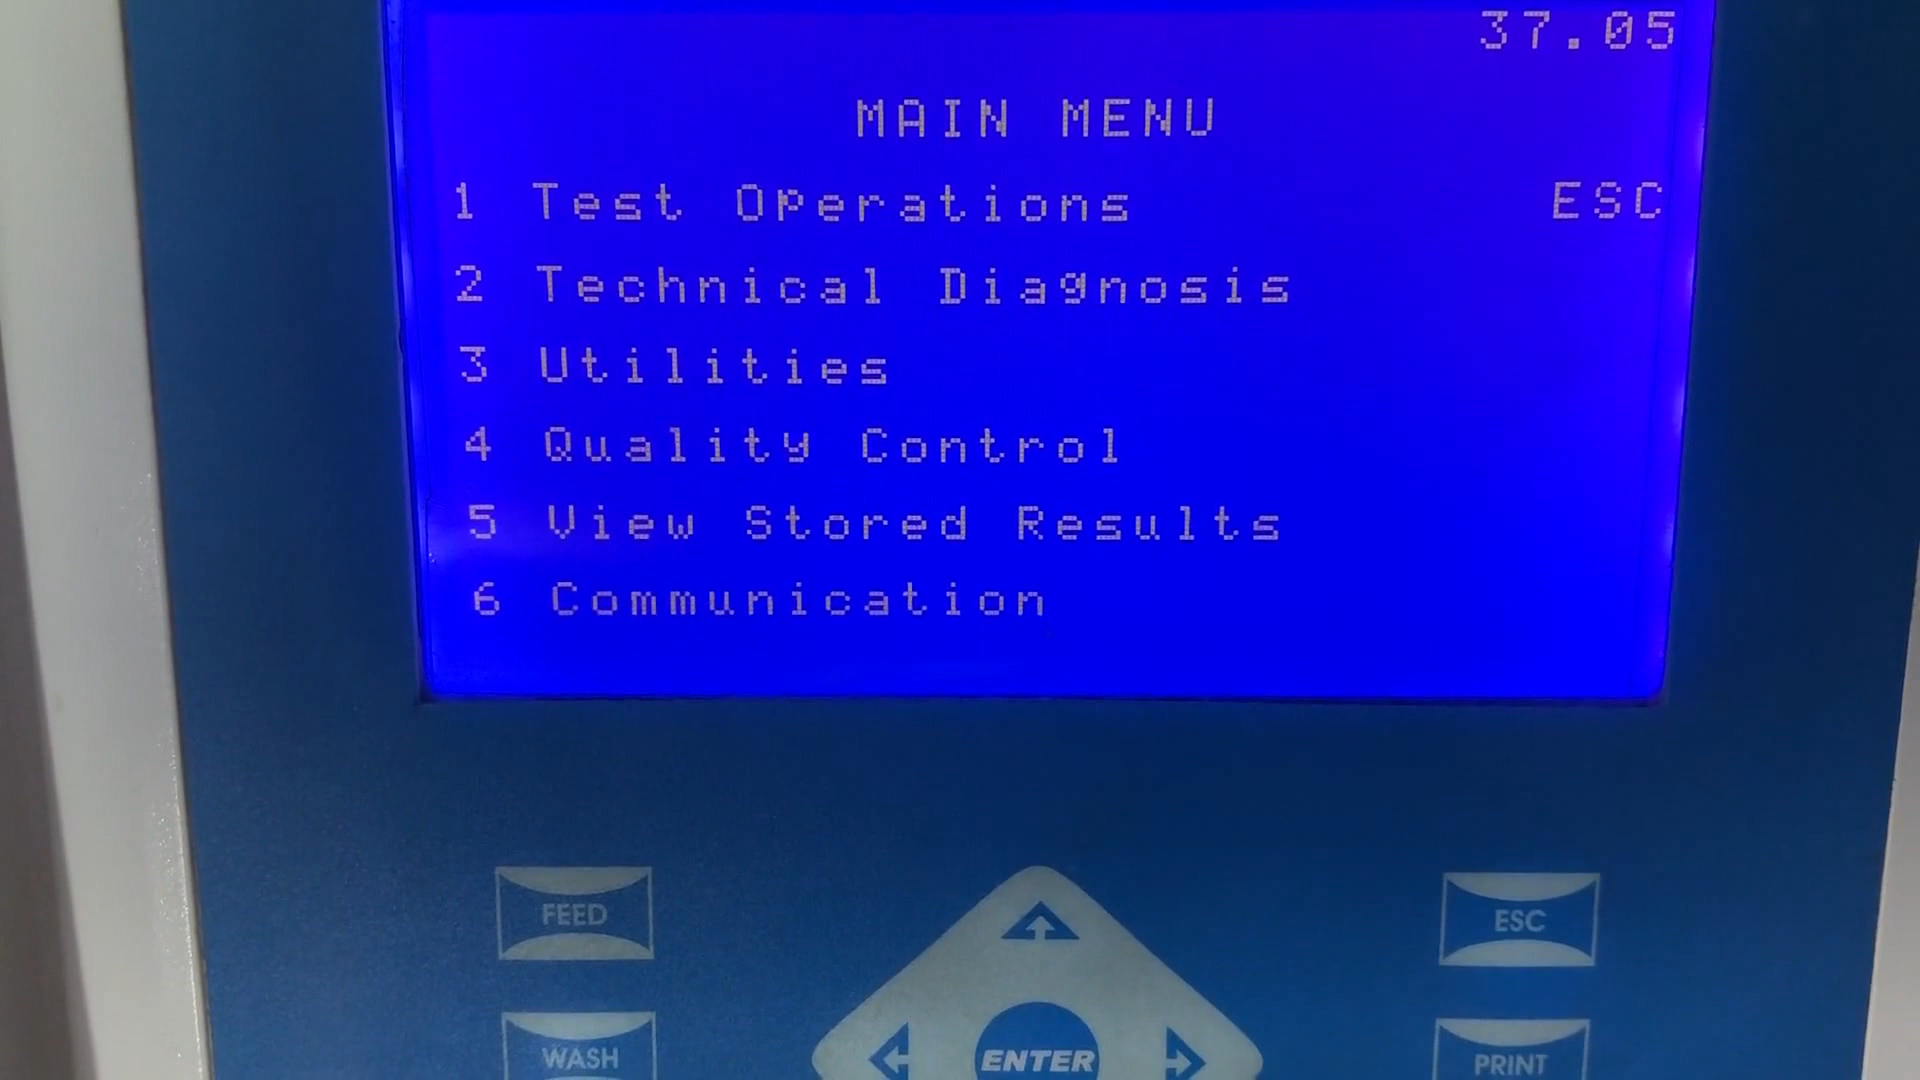 37.05
MAIN MENU
1 Test Operations ESC
2 Technical Diagnosis
3 Utilities
4 Quality Control
5 View Stored Results
6 Communication
FEED
ESC
WASH
ENTER
PRINT